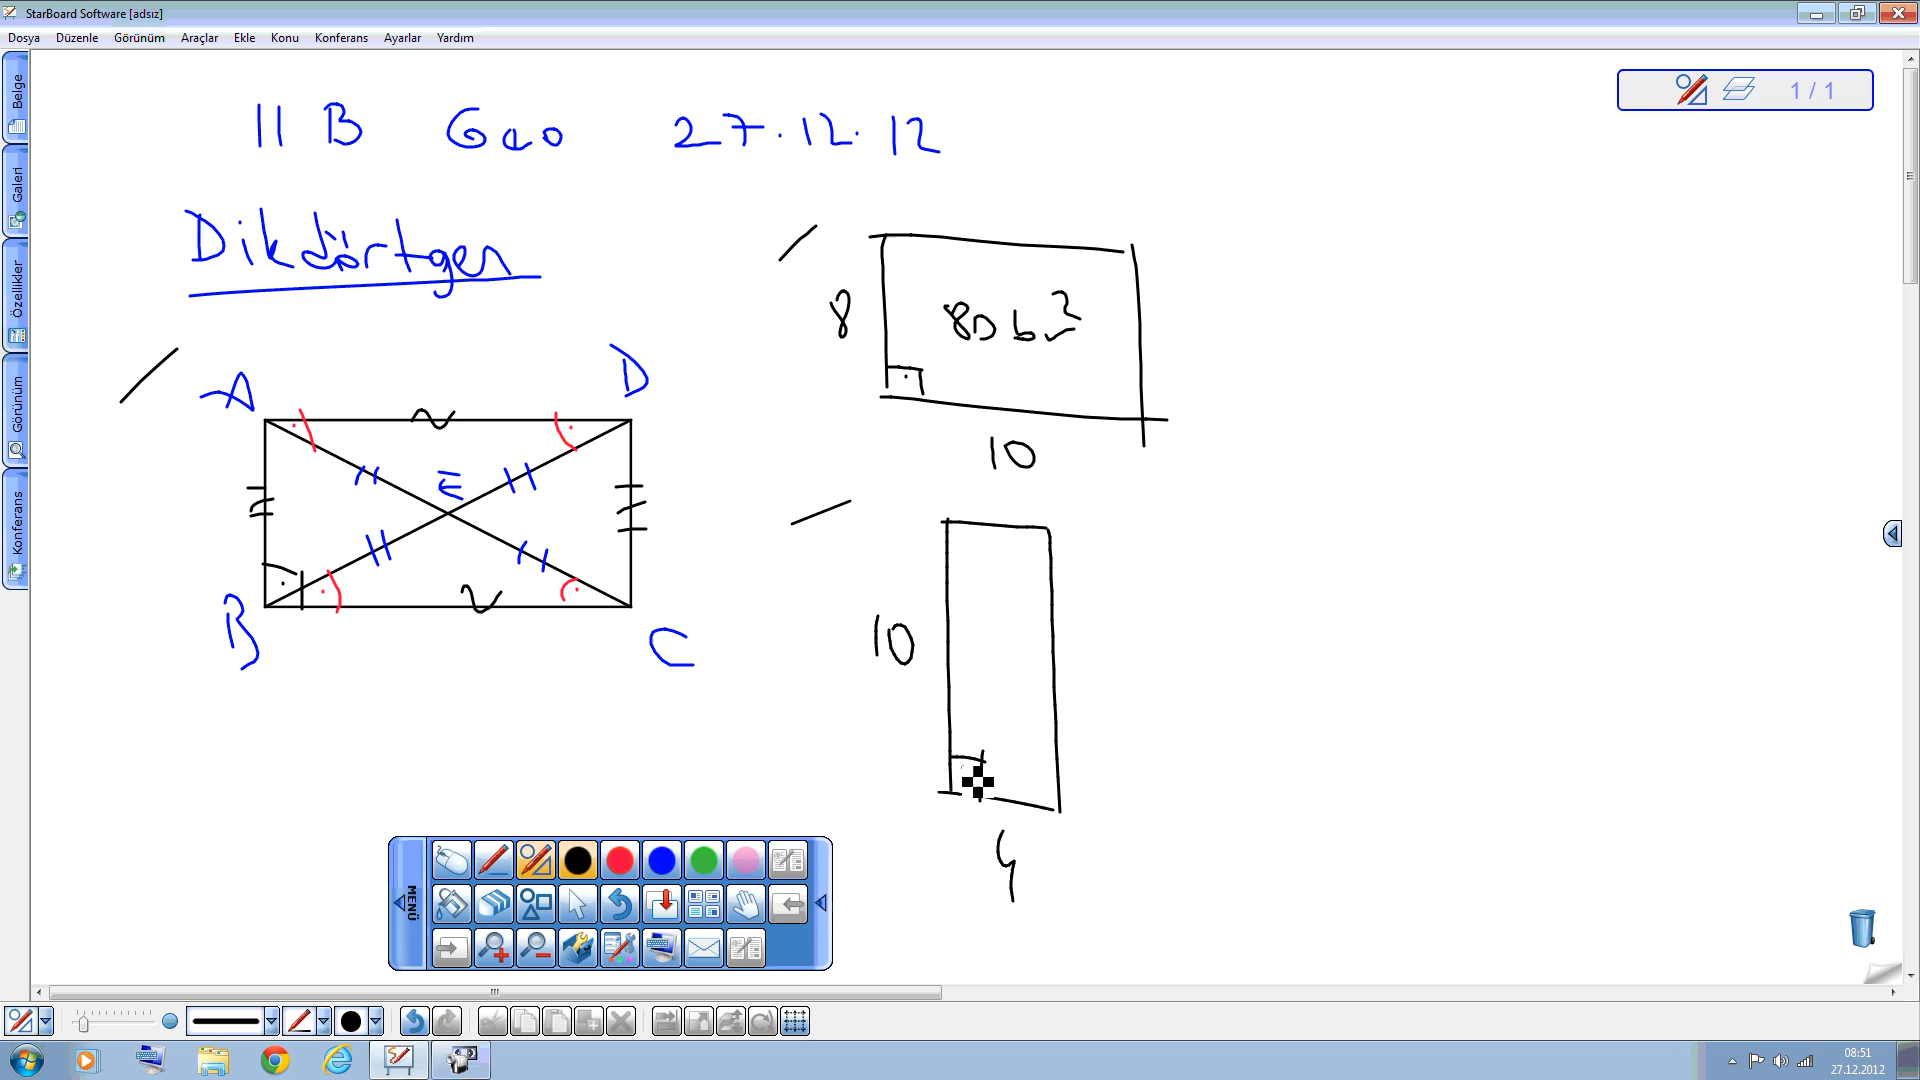 StarBoard Software [adsız]
Dosya Düzenle Görünüm Araçlar Ekle Konu Konferans Ayarlar Yardım
Belge
Galeri
Özellikler
Görünüm
Konferans
1 / 1
11 B Geo 27.12.12
Dikdörtgen
A D
E
B C
8 80 b²
10
10
4
MENÜ
08:51
27.12.2012